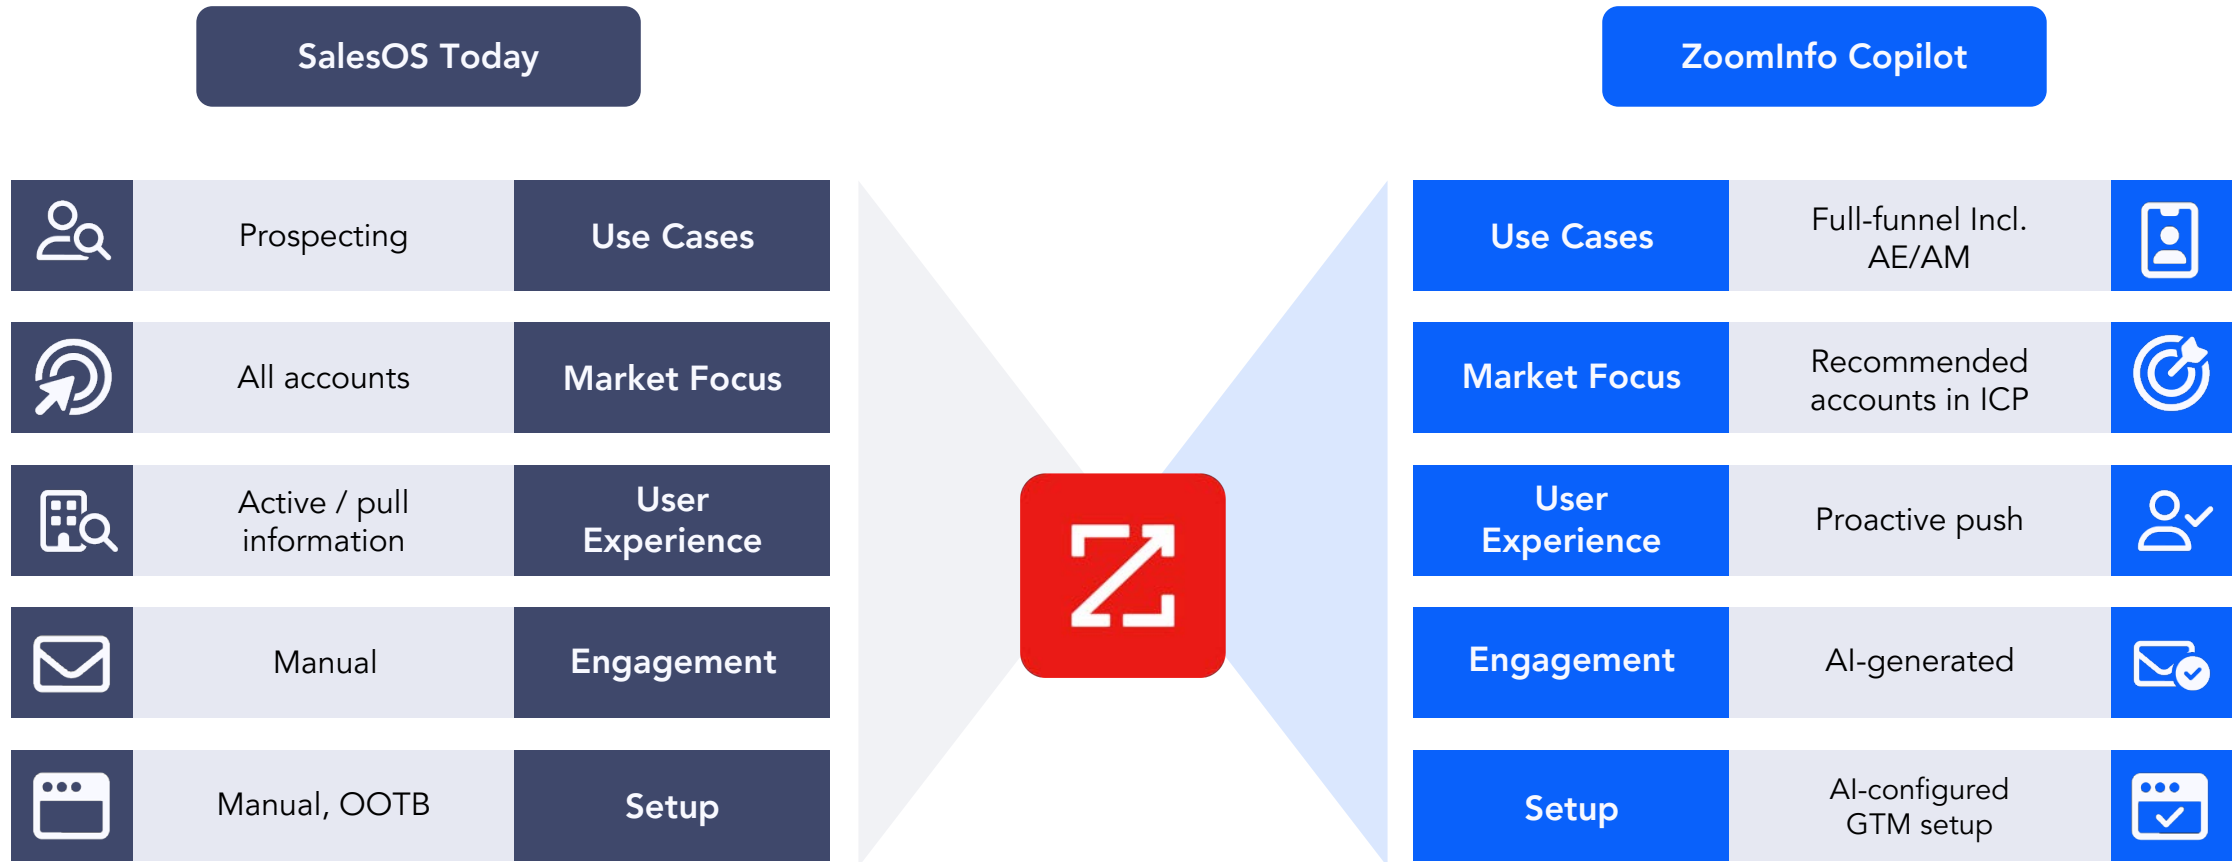 SalesOS Today
ZoomInfo Copilot
Prospecting
Use Cases
Use Cases
Full-funnel Incl.
AE/AM
All accounts
Market Focus
Market Focus
Recommended
accounts in ICP
Active / pull
information
User
Experience
User
Experience
Proactive push
Manual
Engagement
Engagement
AI-generated
Manual, OOTB
Setup
Setup
AI-configured
GTM setup